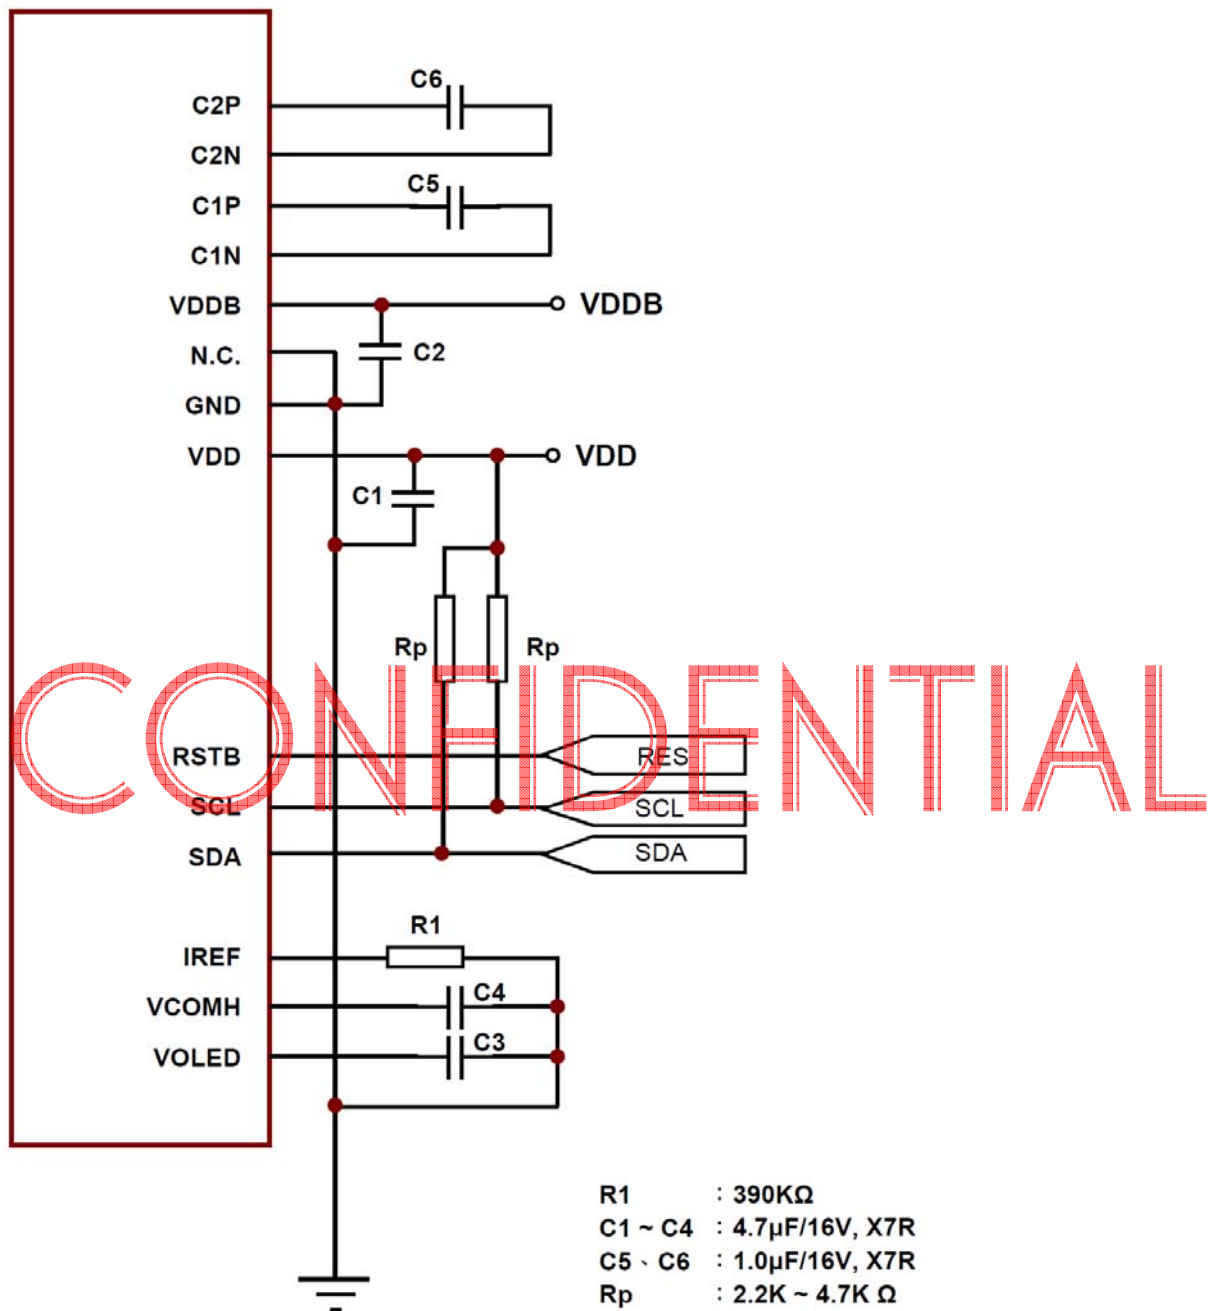 C6
C2P
C2N
C5
C1P
C1N
VDDB VDDB
N.C. C2
GND
VDD VDD
C1
Rp Rp
CONFIDENTIAL
RSTB RES
SCL SCL
SDA SDA
R1
IREF
C4
VCOMH
C3
VOLED
R1 : 390KΩ
C1 ~ C4 : 4.7µF/16V, X7R
C5、C6 : 1.0µF/16V, X7R
Rp : 2.2K ~ 4.7K Ω